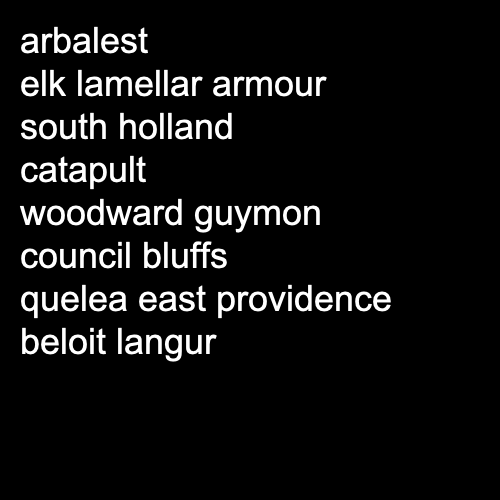 arbalest
elk lamellar armour
south holland
catapult
woodward guymon
council bluffs
quelea east providence
beloit langur